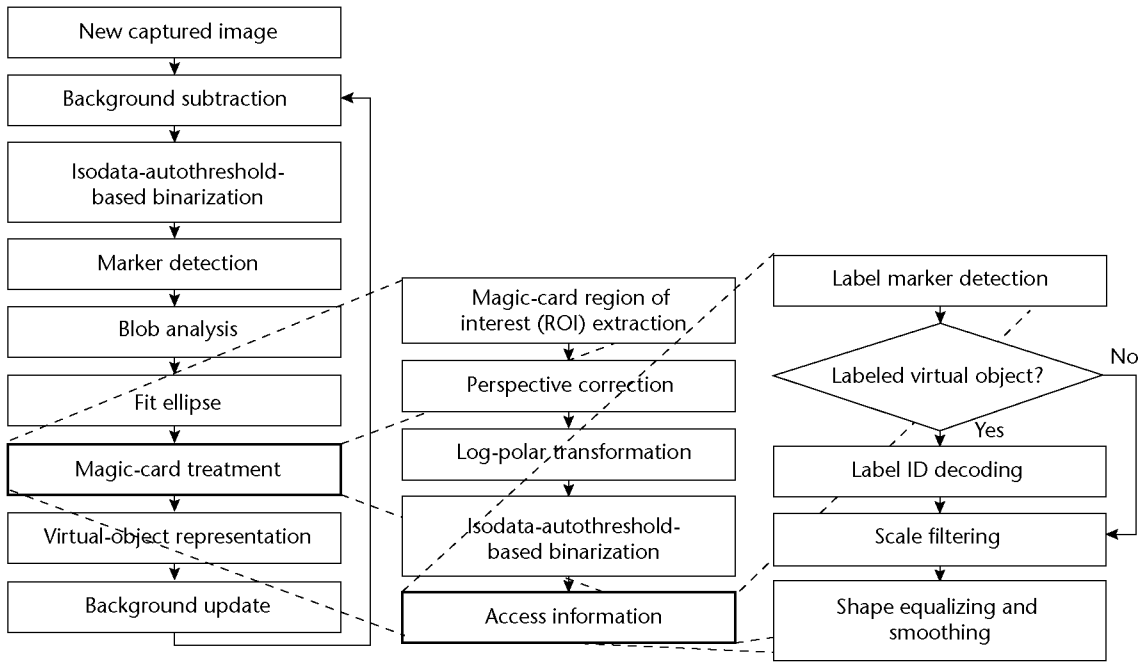 New captured image
Background subtraction
Isodata-autothreshold-
based binarization
Marker detection
Blob analysis
Fit ellipse
Magic-card treatment
Virtual-object representation
Background update
Magic-card region of
interest (ROI) extraction
Perspective correction
Log-polar transformation
Isodata-autothreshold-
based binarization
Access information
Label marker detection
Labeled virtual object?
No
Yes
Label ID decoding
Scale filtering
Shape equalizing and
smoothing